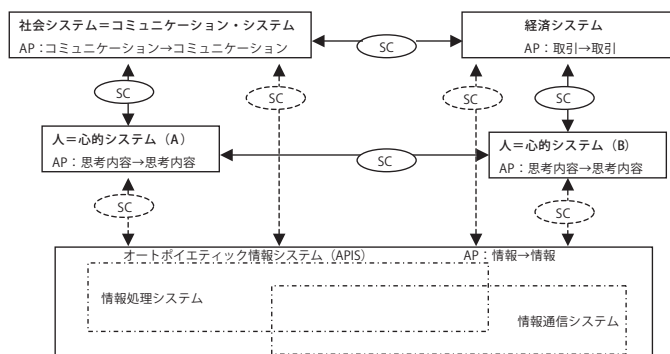 社会システム＝コミュニケーション・システム
AP：コミュニケーション→コミュニケーション
SC
経済システム
AP：取引→取引
SC
SC
SC
SC
人＝心的システム（A）
AP：思考内容→思考内容
SC
人＝心的システム（B）
AP：思考内容→思考内容
SC
SC
オートポイエティック情報システム（APIS）
AP：情報→情報
情報処理システム
情報通信システム